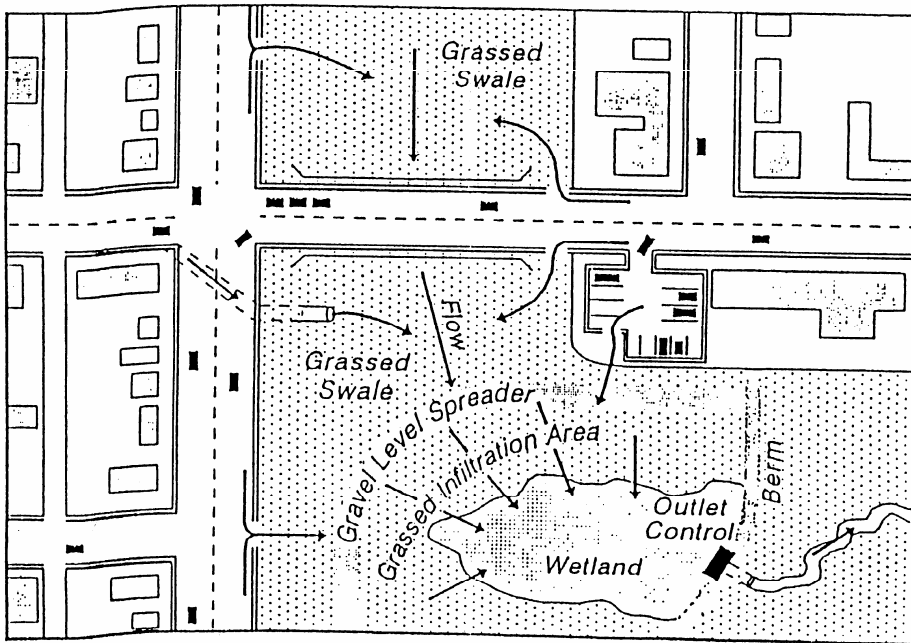 Grassed
Swale
Flow
Grassed
Swale
Gravel Level Spreader
Grassed Infiltration Area
Berm
Outlet
Control
Wetland